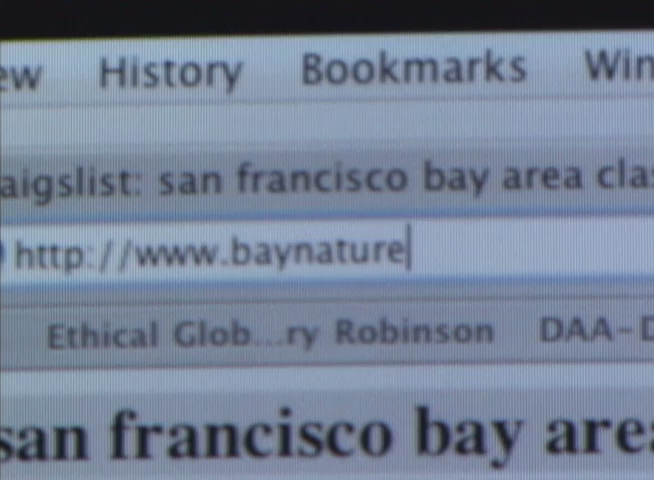 ew History Bookmarks Win
aigslist: san francisco bay area cla
http://www.baynature
Ethical Glob...ry Robinson DAA-D
san francisco bay area